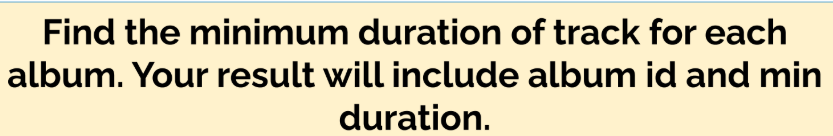 Find the minimum duration of track for each
album. Your result will include album id and min
duration.